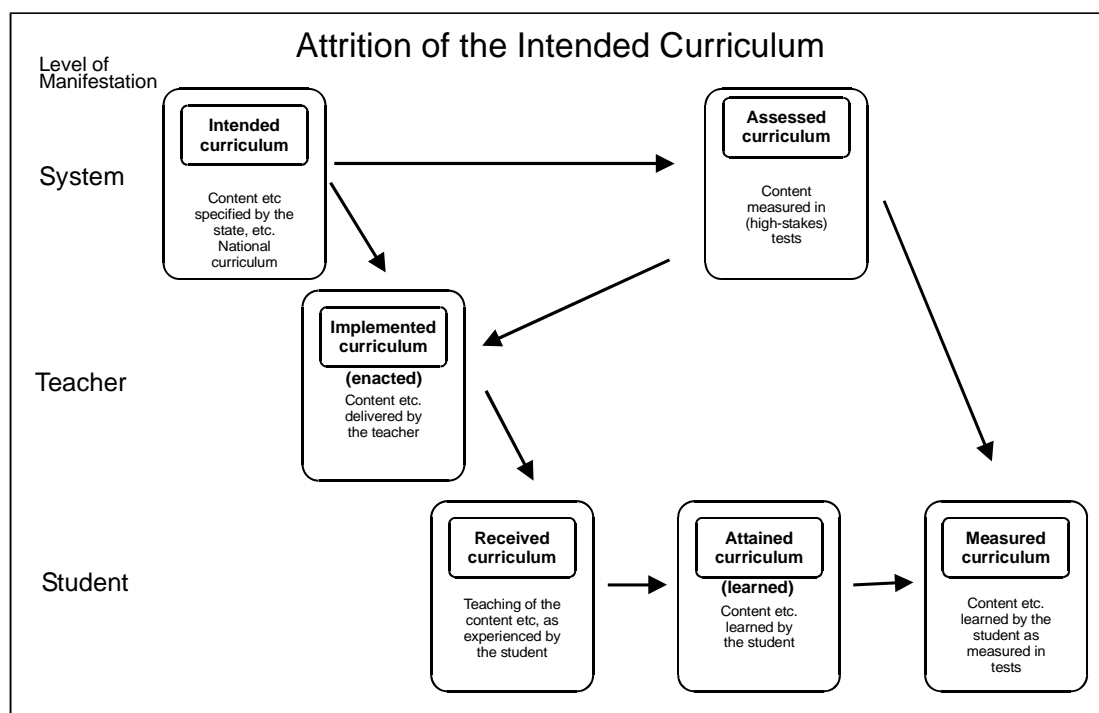 Attrition of the Intended Curriculum
Level of
Manifestation
System
Intended
curriculum
Content etc
specified by the
state, etc.
National
curriculum
Assessed
curriculum
Content
measured in
(high-stakes)
tests
Teacher
Implemented
curriculum
(enacted)
Content etc.
delivered by
the teacher
Student
Received
curriculum
Teaching of the
content etc, as
experienced by
the student
Attained
curriculum
(learned)
Content etc.
learned by
the student
Measured
curriculum
Content etc.
learned by the
student as
measured in
tests